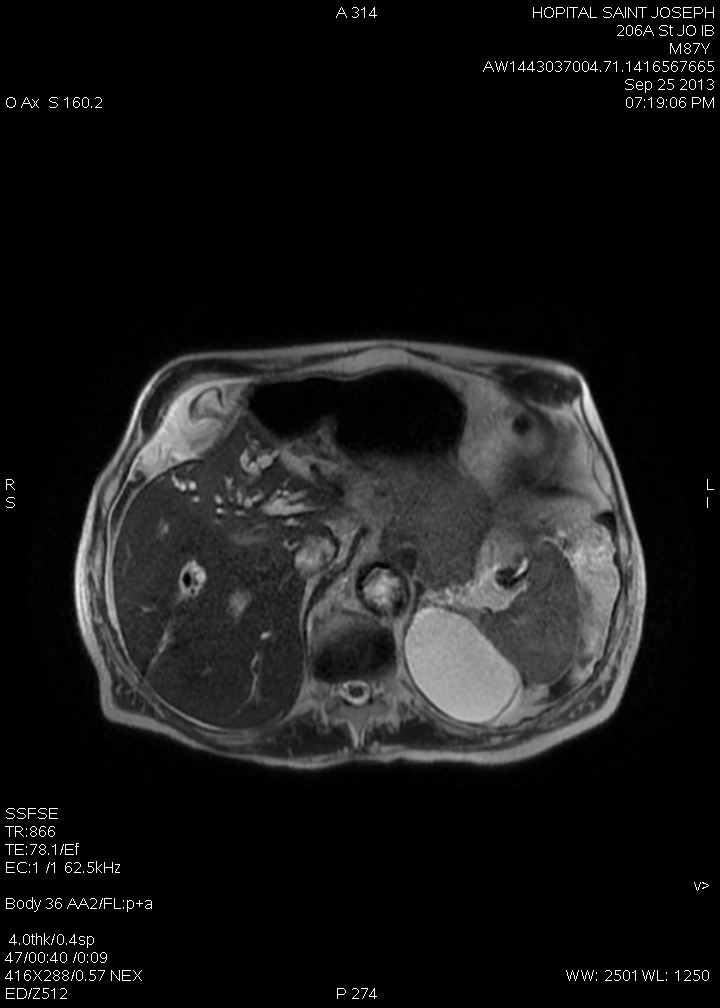 A 314
HOPITAL SAINT JOSEPH
206A St JO IB
M87Y
AW1443037004.71.1416567665
Sep 25 2013
O Ax S 160.2
07:19:06 PM
R
S
L
I
SSFSE
TR:866
TE:78.1/Ef
EC:1 /1 62.5kHz
v>
Body 36 AA2/FL:p+a
4.0thk/0.4sp
47/00:40 /0:09
416X288/0.57 NEX
WW: 2501WL: 1250
ED/Z512
P 274